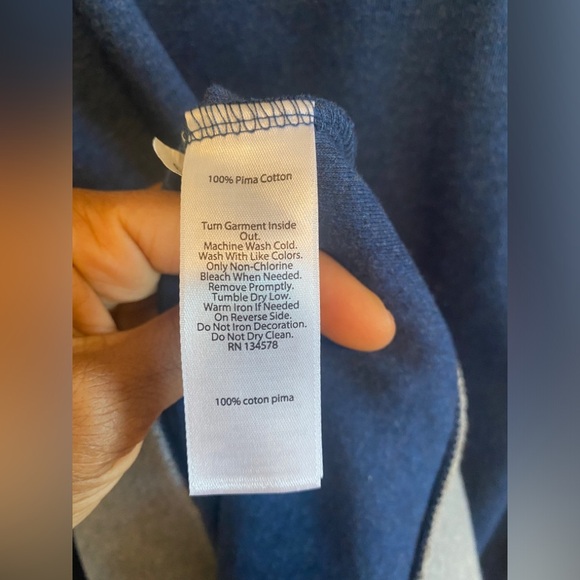 100% Pima Cotton
Turn Garment Inside
Out.
Machine Wash Cold.
Wash With Like Colors.
Only Non-Chlorine
Bleach When Needed.
Remove Promptly.
Tumble Dry Low.
Warm Iron If Needed
On Reverse Side.
Do Not Iron Decoration.
Do Not Dry Clean.
RN 134578
100% coton pima